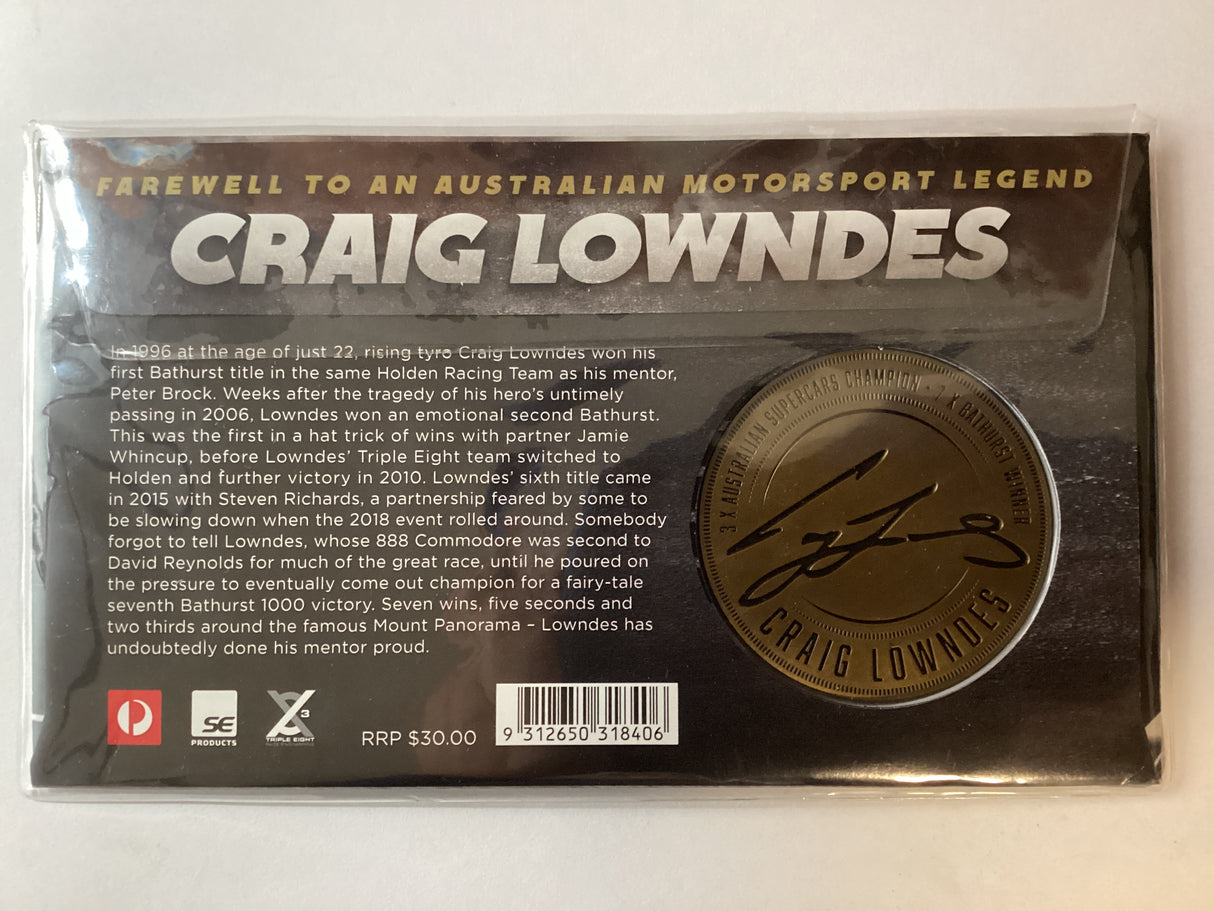 FAREWELL TO AN AUSTRALIAN MOTORSPORT LEGEND
CRAIG LOWNDES
In 1996 at the age of just 22, rising tyro Craig Lowndes won his
first Bathurst title in the same Holden Racing Team as his mentor,
Peter Brock. Weeks after the tragedy of his hero's untimely
passing in 2006, Lowndes won an emotional second Bathurst.
This was the first in a hat trick of wins with partner Jamie
Whincup, before Lowndes' Triple Eight team switched to
Holden and further victory in 2010. Lowndes' sixth title came
in 2015 with Steven Richards, a partnership feared by some to
be slowing down when the 2018 event rolled around. Somebody
forgot to tell Lowndes, whose 888 Commodore was second to
David Reynolds for much of the great race, until he poured on
the pressure to eventually come out champion for a fairy-tale
seventh Bathurst 1000 victory. Seven wins, five seconds and
two thirds around the famous Mount Panorama – Lowndes has
undoubtedly done his mentor proud.
3 X AUSTRALIAN SUPERCARS CHAMPION · 7 X BATHURST WINNER
CRAIG LOWNDES
SE
PRODUCTS
3
TRIPLE EIGHT
RRP $30.00
9 312650 318406